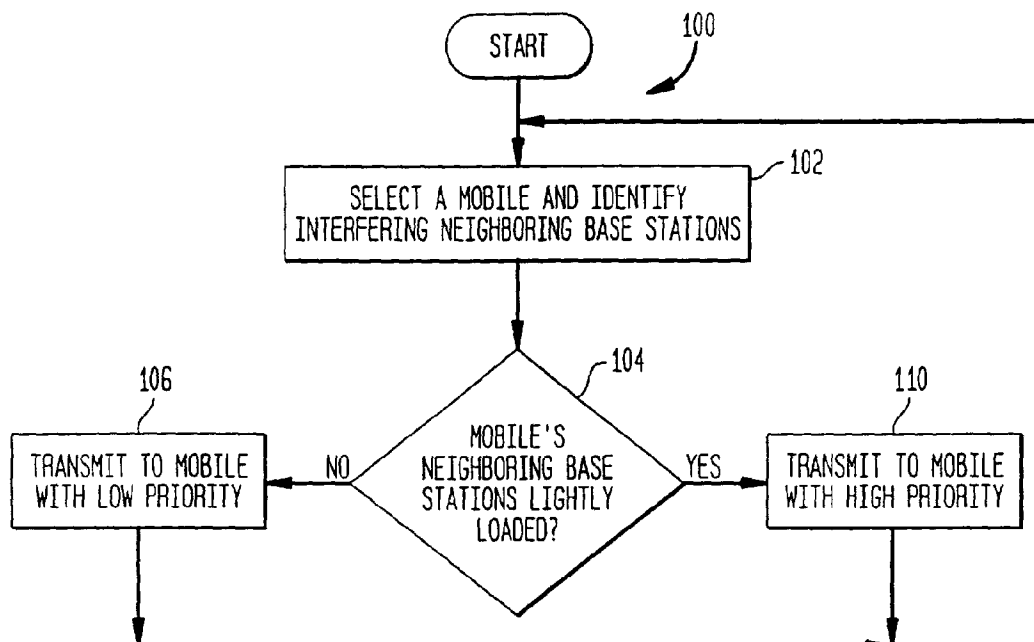 START
100
SELECT A MOBILE AND IDENTIFY
INTERFERING NEIGHBORING BASE STATIONS
102
104
MOBILE'S
NEIGHBORING BASE
STATIONS LIGHTLY
LOADED?
NO
YES
106
TRANSMIT TO MOBILE
WITH LOW PRIORITY
110
TRANSMIT TO MOBILE
WITH HIGH PRIORITY